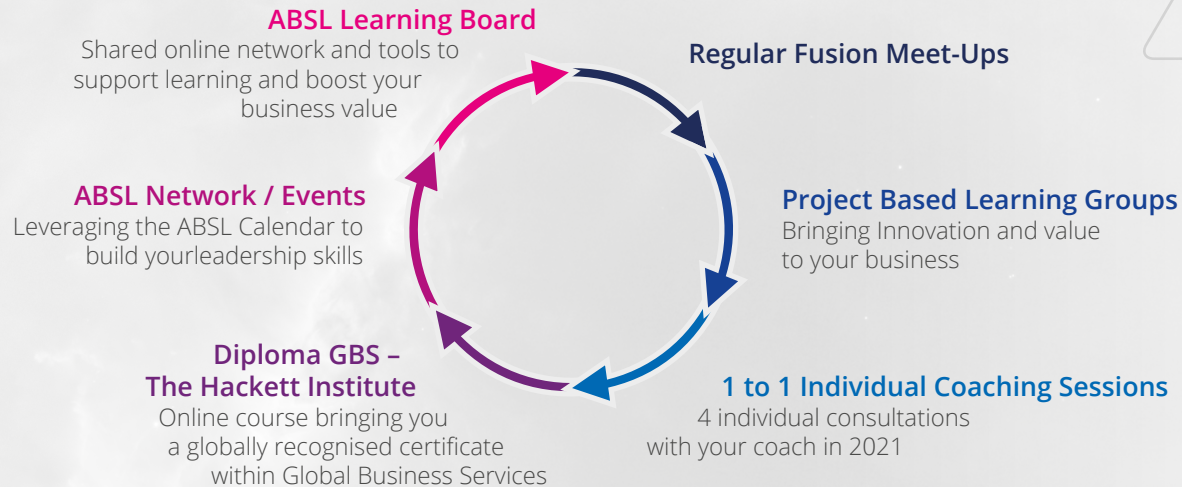 ABSL Learning Board
Shared online network and tools to
support learning and boost your
business value
Regular Fusion Meet-Ups
ABSL Network / Events
Leveraging the ABSL Calendar to
build yourleadership skills
Project Based Learning Groups
Bringing Innovation and value
to your business
Diploma GBS –
The Hackett Institute
Online course bringing you
a globally recognised certificate
within Global Business Services
1 to 1 Individual Coaching Sessions
4 individual consultations
with your coach in 2021